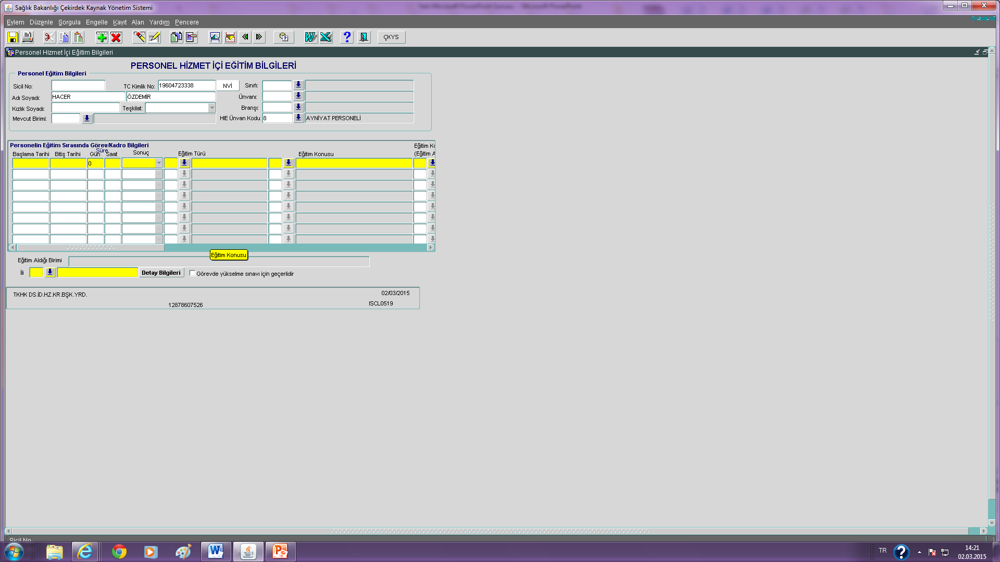 Sağlık Bakanlığı Çekirdek Kaynak Yönetim Sistemi
Eylem Düzenle Sorgula Engelle Kayıt Alan Yardım Pencere
ÇKYS
Personel Hizmet İçi Eğitim Bilgileri
PERSONEL HİZMET İÇİ EĞİTİM BİLGİLERİ
Personel Eğitim Bilgileri
Sicil No: TC Kimlik No: 19604723338 NVİ Sınıfı:
Adı Soyadı: HACER ÖZDEMİR Ünvanı:
Kızlık Soyadı: Teşkilat: Branşı:
Mevcut Birimi: HIE Ünvan Kodu 8 AYNİYAT PERSONELİ
Personelin Eğitim Sırasında Görev/Kadro Bilgileri Eğitim Ko
Süre
Başlama Tarihi Bitiş Tarihi Gün Saat Sonuç Eğitim Türü Eğitim Konusu (Eğitim A
0
Eğitim Konusu
Eğitim Aldığı Birimi
İli Detay Bilgileri Görevde yükselme sınavı için geçerlidir
TKHK DS.İD.HZ.KR.BŞK.YRD. 02/03/2015
12878607526 ISCL0519
Sicil No
TR 14:21
02.03.2015